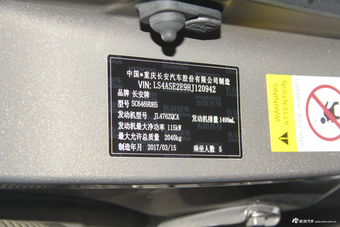 中国●重庆长安汽车股份有限公司制造
VIN: LS4ASE2E9HJ120942
品牌 长安牌
型号 SC6469DB5
发动机型号 JL476ZQCA 发动机排量 1499mL
发动机最大净功率 115kW
最大允许总质量 2040kg
制造年月 2017/03/15 乘坐人数 5
WARNING
ATTENTION